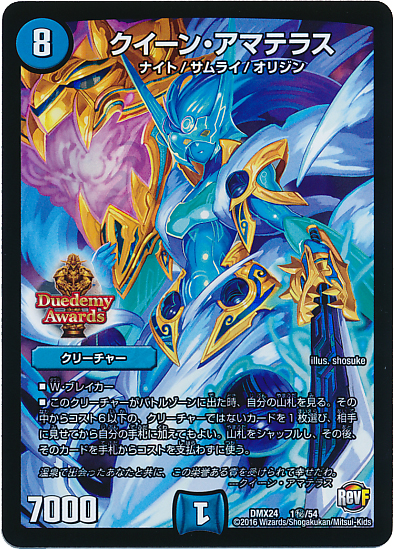 8
クイーン・アマテラス
ナイト / サムライ / オリジン
Duedemy
Awards
クリーチャー
illus. shosuke
■W・ブレイカー
■このクリーチャーがバトルゾーンに出た時、自分の山札を見る。その
中からコスト6以下の、クリーチャーではないカードを1枚選び、相手
に見せてから自分の手札に加えてもよい。山札をシャッフルし、その後、
そのカードを手札からコストを支払わずに使う。
温泉で出会ったあなたと共に、この栄誉ある賞を受けられて幸せだわ。
―クイーン・アマテラス
7000
1
DMX24 1㊙/54
©2016 Wizards/Shogakukan/Mitsui-Kids
RevF